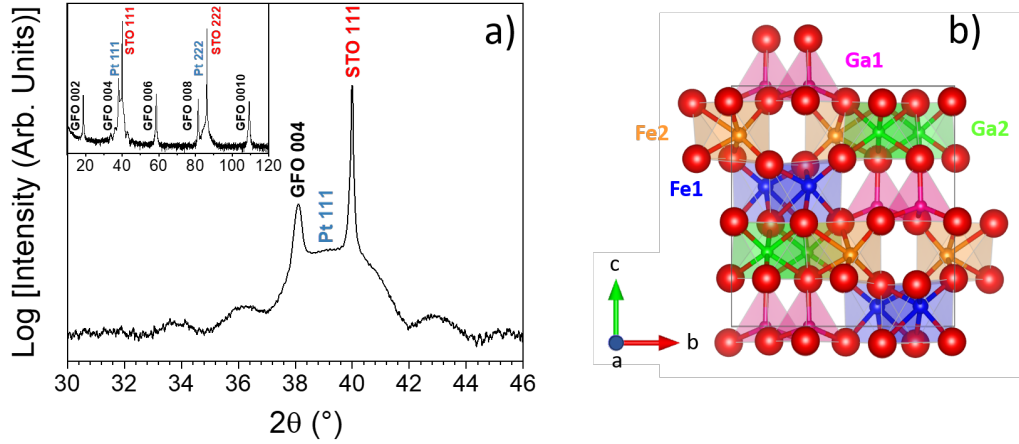 a)
Log [Intensity (Arb. Units)]
GFO 002
GFO 004
Pt 111
STO 111
GFO 006
GFO 008
Pt 222
STO 222
GFO 0010
20 40 60 80 100 120
GFO 004
Pt 111
STO 111
30 32 34 36 38 40 42 44 46
2θ (°)
b)
Ga1
Fe2
Ga2
Fe1
c
b
a